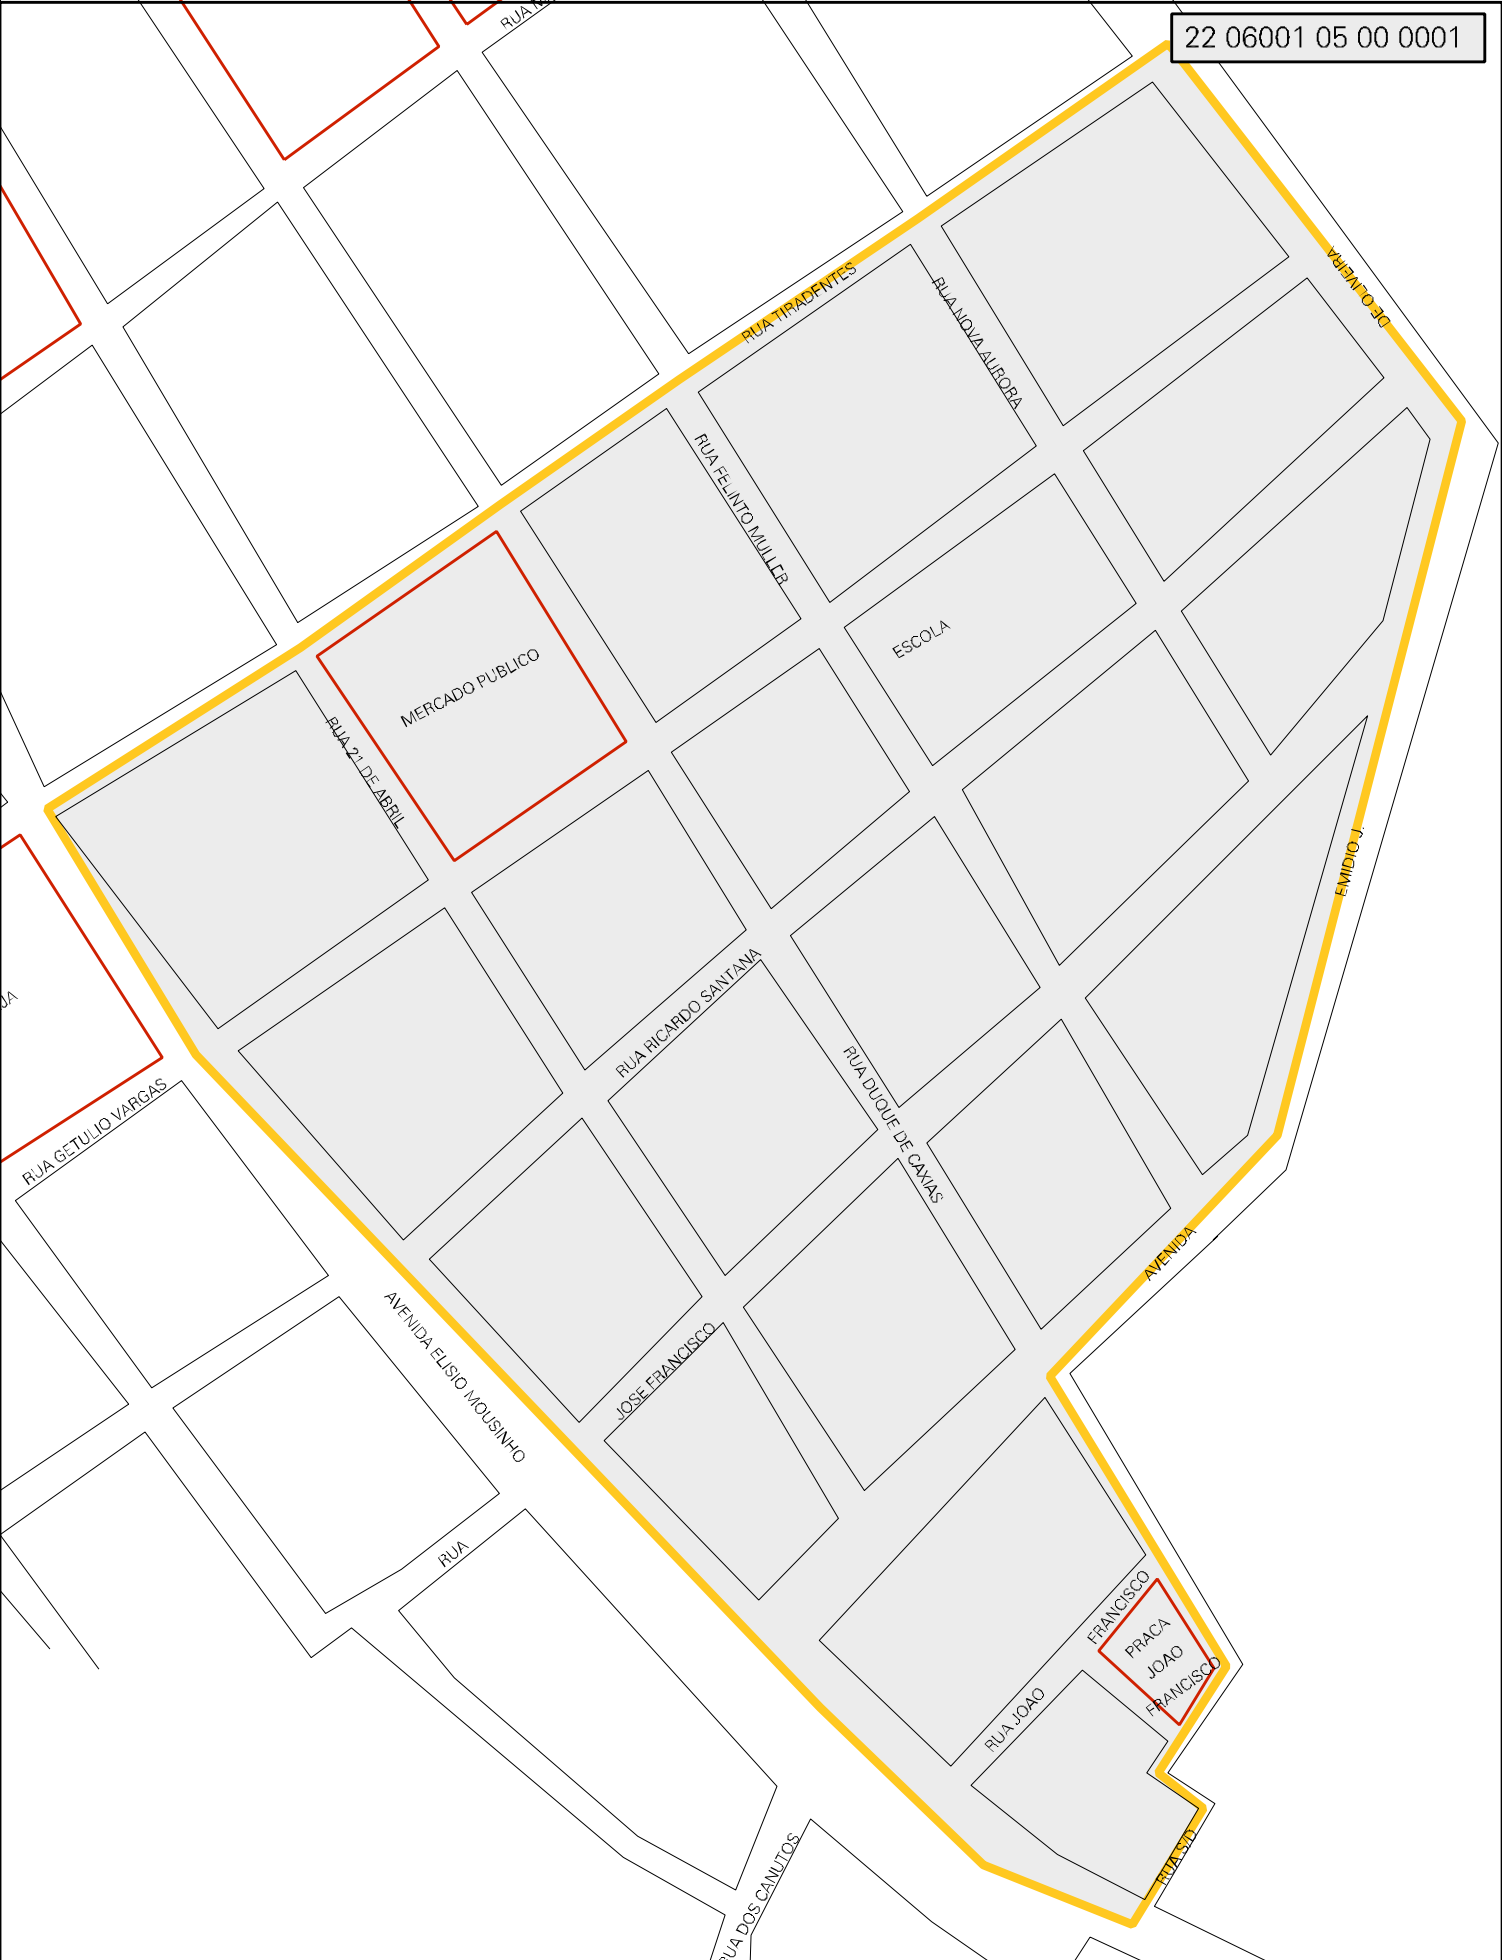 22 06001 05 00 0001
RUA
RUA TIRADENTES
DE OLIVEIRA
RUA NOVA AURORA
RUA FELINTO MULLER
ESCOLA
MERCADO PUBLICO
RUA 21 DE ABRIL
EMIDIO J.
RUA RICARDO SANTANA
RUA DUQUE DE CAXIAS
RUA GETULIO VARGAS
AVENIDA
AVENIDA ELISIO MOUSINHO
JOSE FRANCISCO
RUA
FRANCISCO
PRACA
JOAO
FRANCISCO
RUA JOAO
RUA S/D
RUA DOS CANUTOS